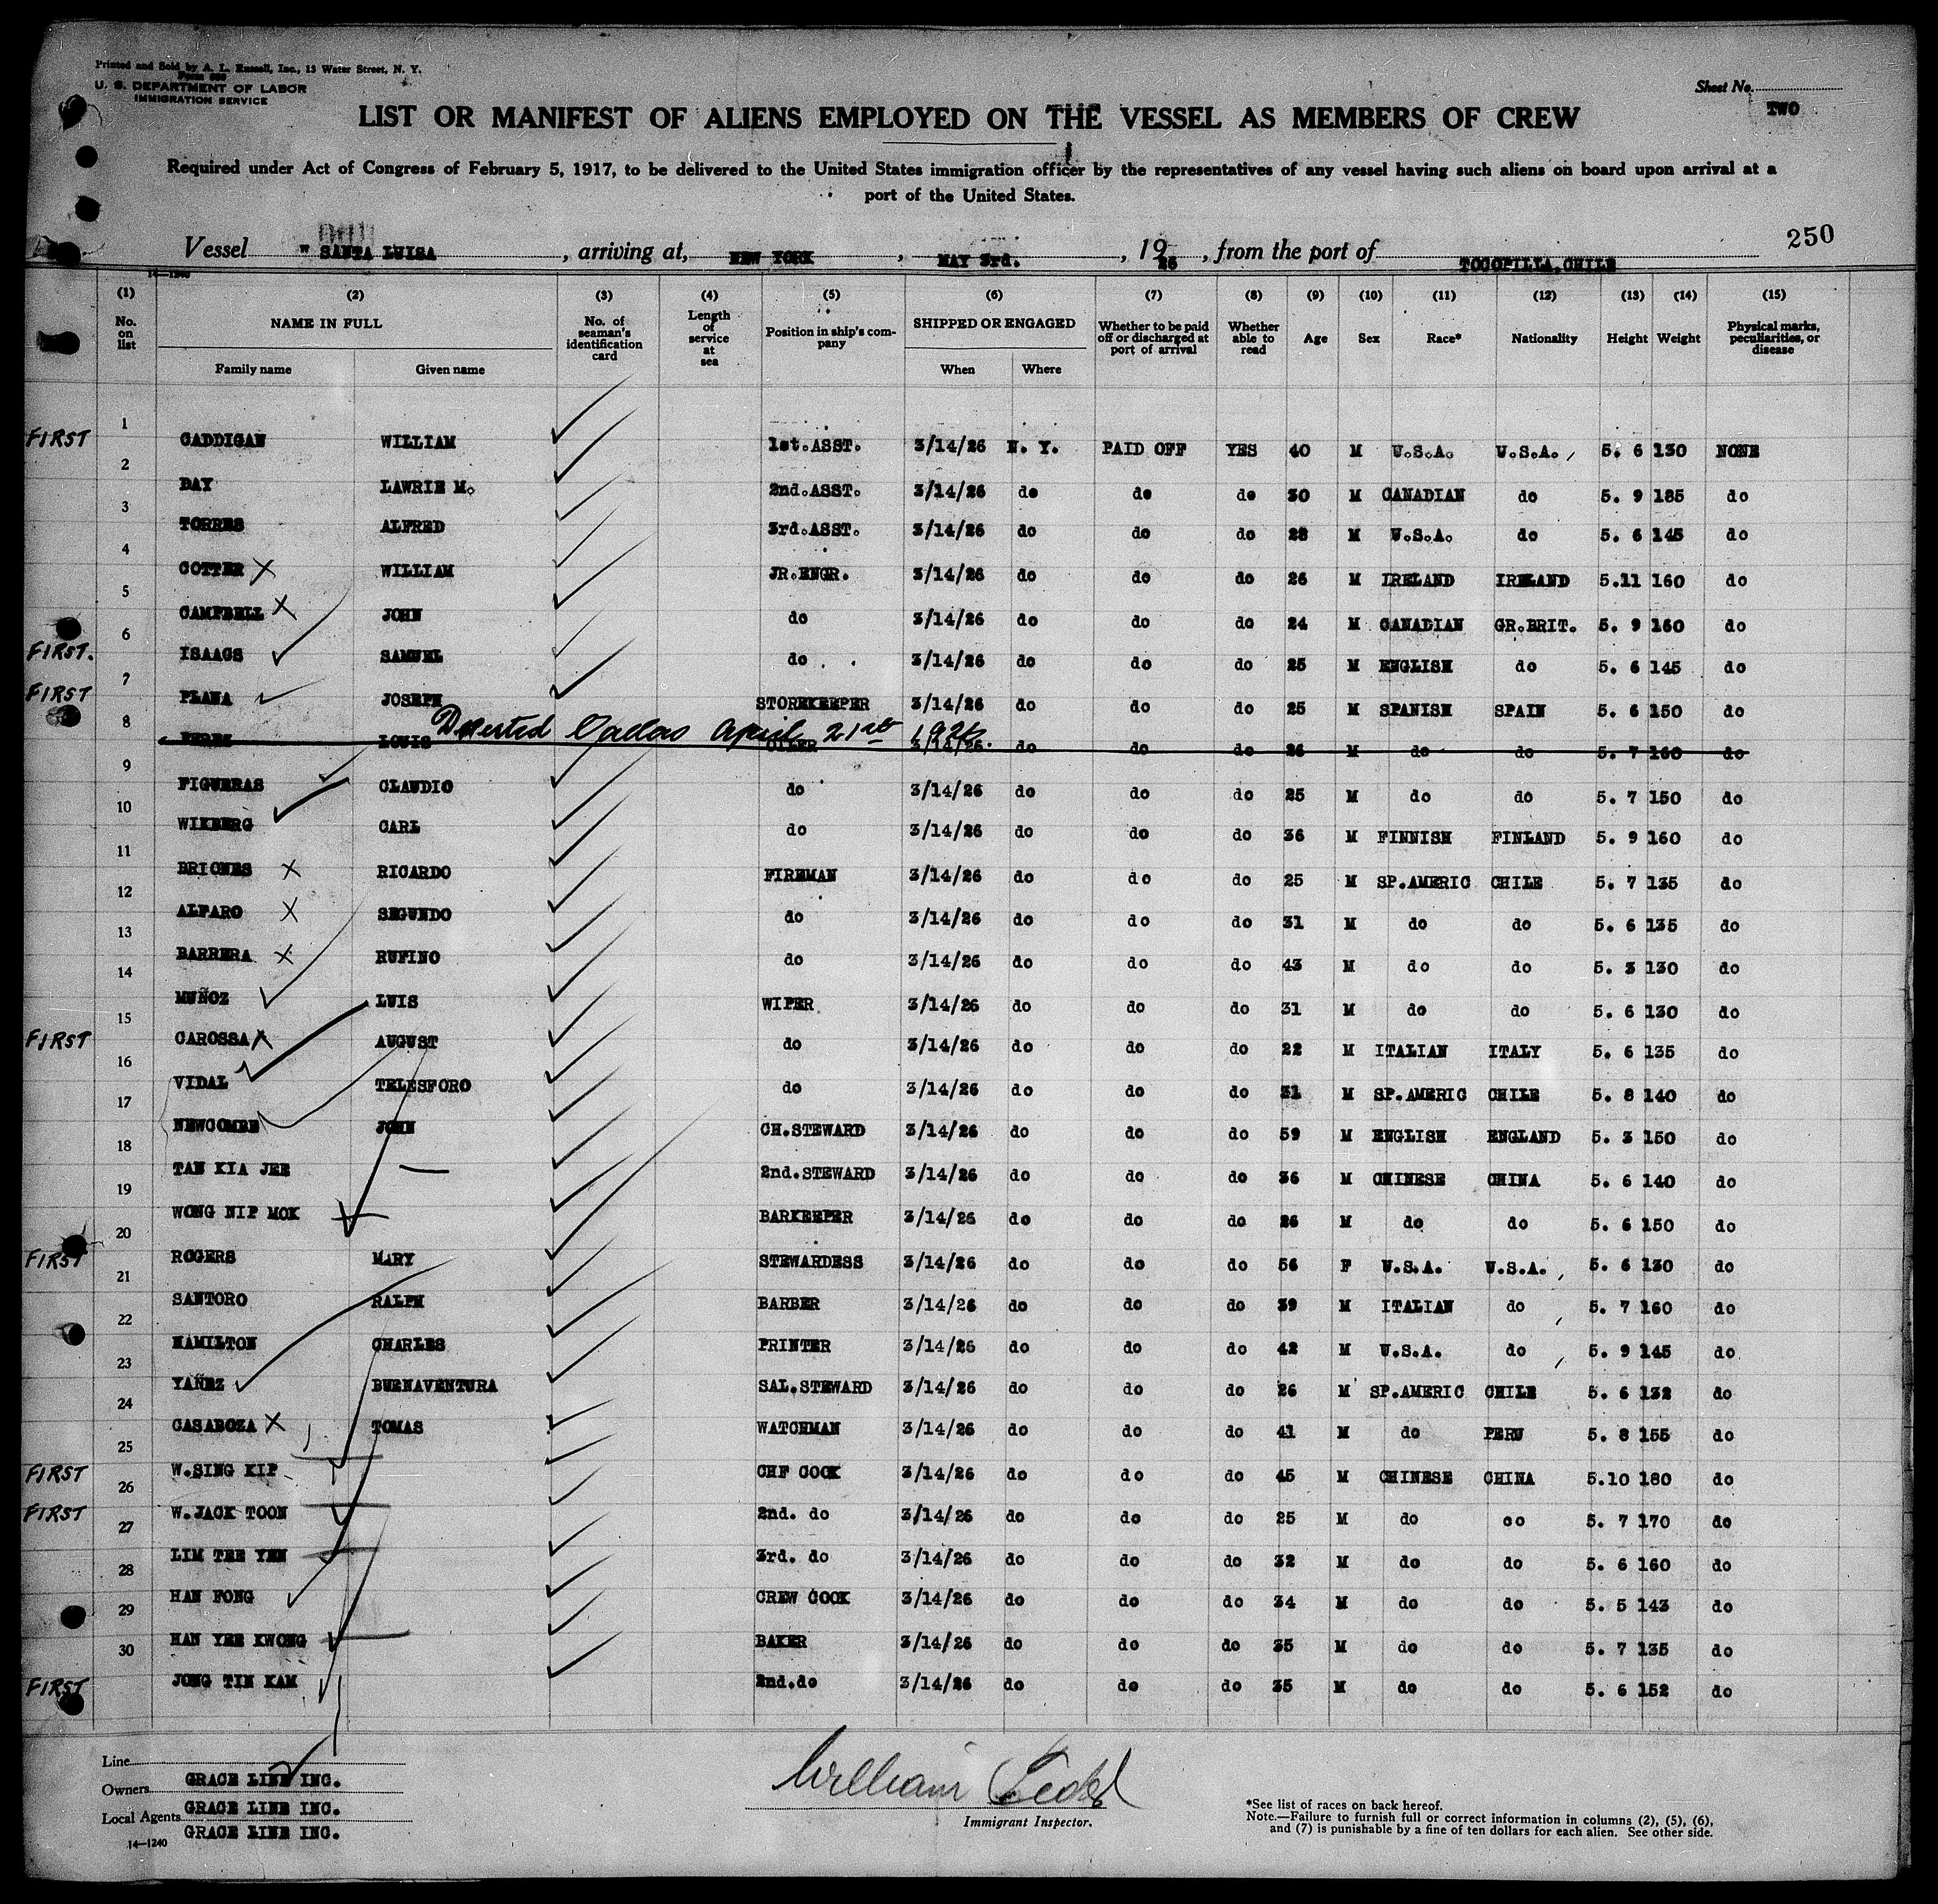 Printed and Sold by A. L. Russell, Inc., 13 Water Street, N. Y.
U. S. DEPARTMENT OF LABOR
IMMIGRATION SERVICE
Sheet No. TWO
LIST OR MANIFEST OF ALIENS EMPLOYED ON THE VESSEL AS MEMBERS OF CREW
Required under Act of Congress of February 5, 1917, to be delivered to the United States immigration officer by the representatives of any vessel having such aliens on board upon arrival at a
port of the United States.
250
Vessel " SANTA LUISA, arriving at, NEW YORK, MAY 3rd., 1926, from the port of TOCOPILLA, CHILE
14-1240
(1) (2) (3) (4) (5) (6) (7) (8) (9) (10) (11) (12) (13) (14) (15)
No. on list NAME IN FULL No. of seaman's identification card Length of service at sea Position in ship's company SHIPPED OR ENGAGED Whether to be paid off or discharged at port of arrival Whether able to read Age Sex Race* Nationality Height Weight Physical marks, peculiarities, or disease
Family name Given name When Where
FIRST 1 CADDIGAN WILLIAM 1st.ASST. 3/14/26 N. Y. PAID OFF YES 40 M U.S.A. U.S.A. 5. 6 130 NONE
2 DAY LAWRIE M. 2nd.ASST. 3/14/26 do do do 30 M CANADIAN do 5. 9 185 do
3 TORRES ALFRED 3rd.ASST. 3/14/26 do do do 28 M U.S.A. do 5. 6 145 do
4 COTTER X WILLIAM JR.ENGR. 3/14/26 do do do 26 M IRELAND IRELAND 5.11 160 do
5 CAMPBELL X JOHN do 3/14/26 do do do 24 M CANADIAN GR.BRIT. 5. 9 160 do
FIRST. 6 ISAACS SAMUEL do 3/14/26 do do do 25 M ENGLISH do 5. 6 145 do
FIRST 7 PLANA JOSEPH STOREKEEPER 3/14/26 do do do 25 M SPANISH SPAIN 5. 6 150 do
Deserted Callao April 21st 1926.
8 PEREZ LOUIS OILER 3/14/26 do do do 26 M do do 5. 7 160 do
9 FIGUERAS CLAUDIO do 3/14/26 do do do 25 M do do 5. 7 150 do
10 WIKBERG CARL do 3/14/26 do do do 36 M FINNISH FINLAND 5. 9 160 do
11 BRIONES X RICARDO FIREMAN 3/14/26 do do do 25 M SP.AMERIC CHILE 5. 7 135 do
12 ALFARO X SEGUNDO do 3/14/26 do do do 31 M do do 5. 6 135 do
13 BARRERA X RUFINO do 3/14/26 do do do 43 M do do 5. 3 130 do
14 MUÑOZ LUIS WIPER 3/14/26 do do do 31 M do do 5. 6 130 do
FIRST 15 CAROSSA X AUGUST do 3/14/26 do do do 22 M ITALIAN ITALY 5. 6 135 do
16 VIDAL TELESFORO do 3/14/26 do do do 31 M SP.AMERIC CHILE 5. 8 140 do
17 NEWCOMBE JOHN CH.STEWARD 3/14/26 do do do 59 M ENGLISH ENGLAND 5. 3 150 do
18 TAN KIA JEE 2nd.STEWARD 3/14/26 do do do 36 M CHINESE CHINA 5. 6 140 do
19 WONG NIP MOK BARKEEPER 3/14/26 do do do 26 M do do 5. 6 150 do
FIRST 20 ROGERS MARY STEWARDESS 3/14/26 do do do 56 F U.S.A. U.S.A. 5. 6 130 do
21 SANTORO RALPH BARBER 3/14/26 do do do 39 M ITALIAN do 5. 7 160 do
22 HAMILTON CHARLES PRINTER 3/14/26 do do do 42 M U.S.A. do 5. 9 145 do
23 YAÑEZ BUENAVENTURA SAL.STEWARD 3/14/26 do do do 26 M SP.AMERIC CHILE 5. 6 132 do
24 CASABOZA X TOMAS WATCHMAN 3/14/26 do do do 41 M do PERU 5. 8 155 do
FIRST 25 W.SING KIP CHF COOK 3/14/26 do do do 45 M CHINESE CHINA 5.10 180 do
FIRST 26 W.JACK TOON 2nd. do 3/14/26 do do do 25 M do do 5. 7 170 do
27 LIM TEE YEN 3rd. do 3/14/26 do do do 32 M do do 5. 6 160 do
28 HAN FONG CREW COOK 3/14/26 do do do 34 M do do 5. 5 143 do
29 HAN YEE KWONG BAKER 3/14/26 do do do 35 M do do 5. 7 135 do
FIRST 30 JONG TIN KAM 2nd.do 3/14/26 do do do 35 M do do 5. 6 152 do
Line
GRACE LINE INC.
Owners
GRACE LINE INC.
Local Agents
GRACE LINE INC.
14-1240
William
Immigrant Inspector.
*See list of races on back hereof.
Note.—Failure to furnish full or correct information in columns (2), (5), (6),
and (7) is punishable by a fine of ten dollars for each alien. See other side.